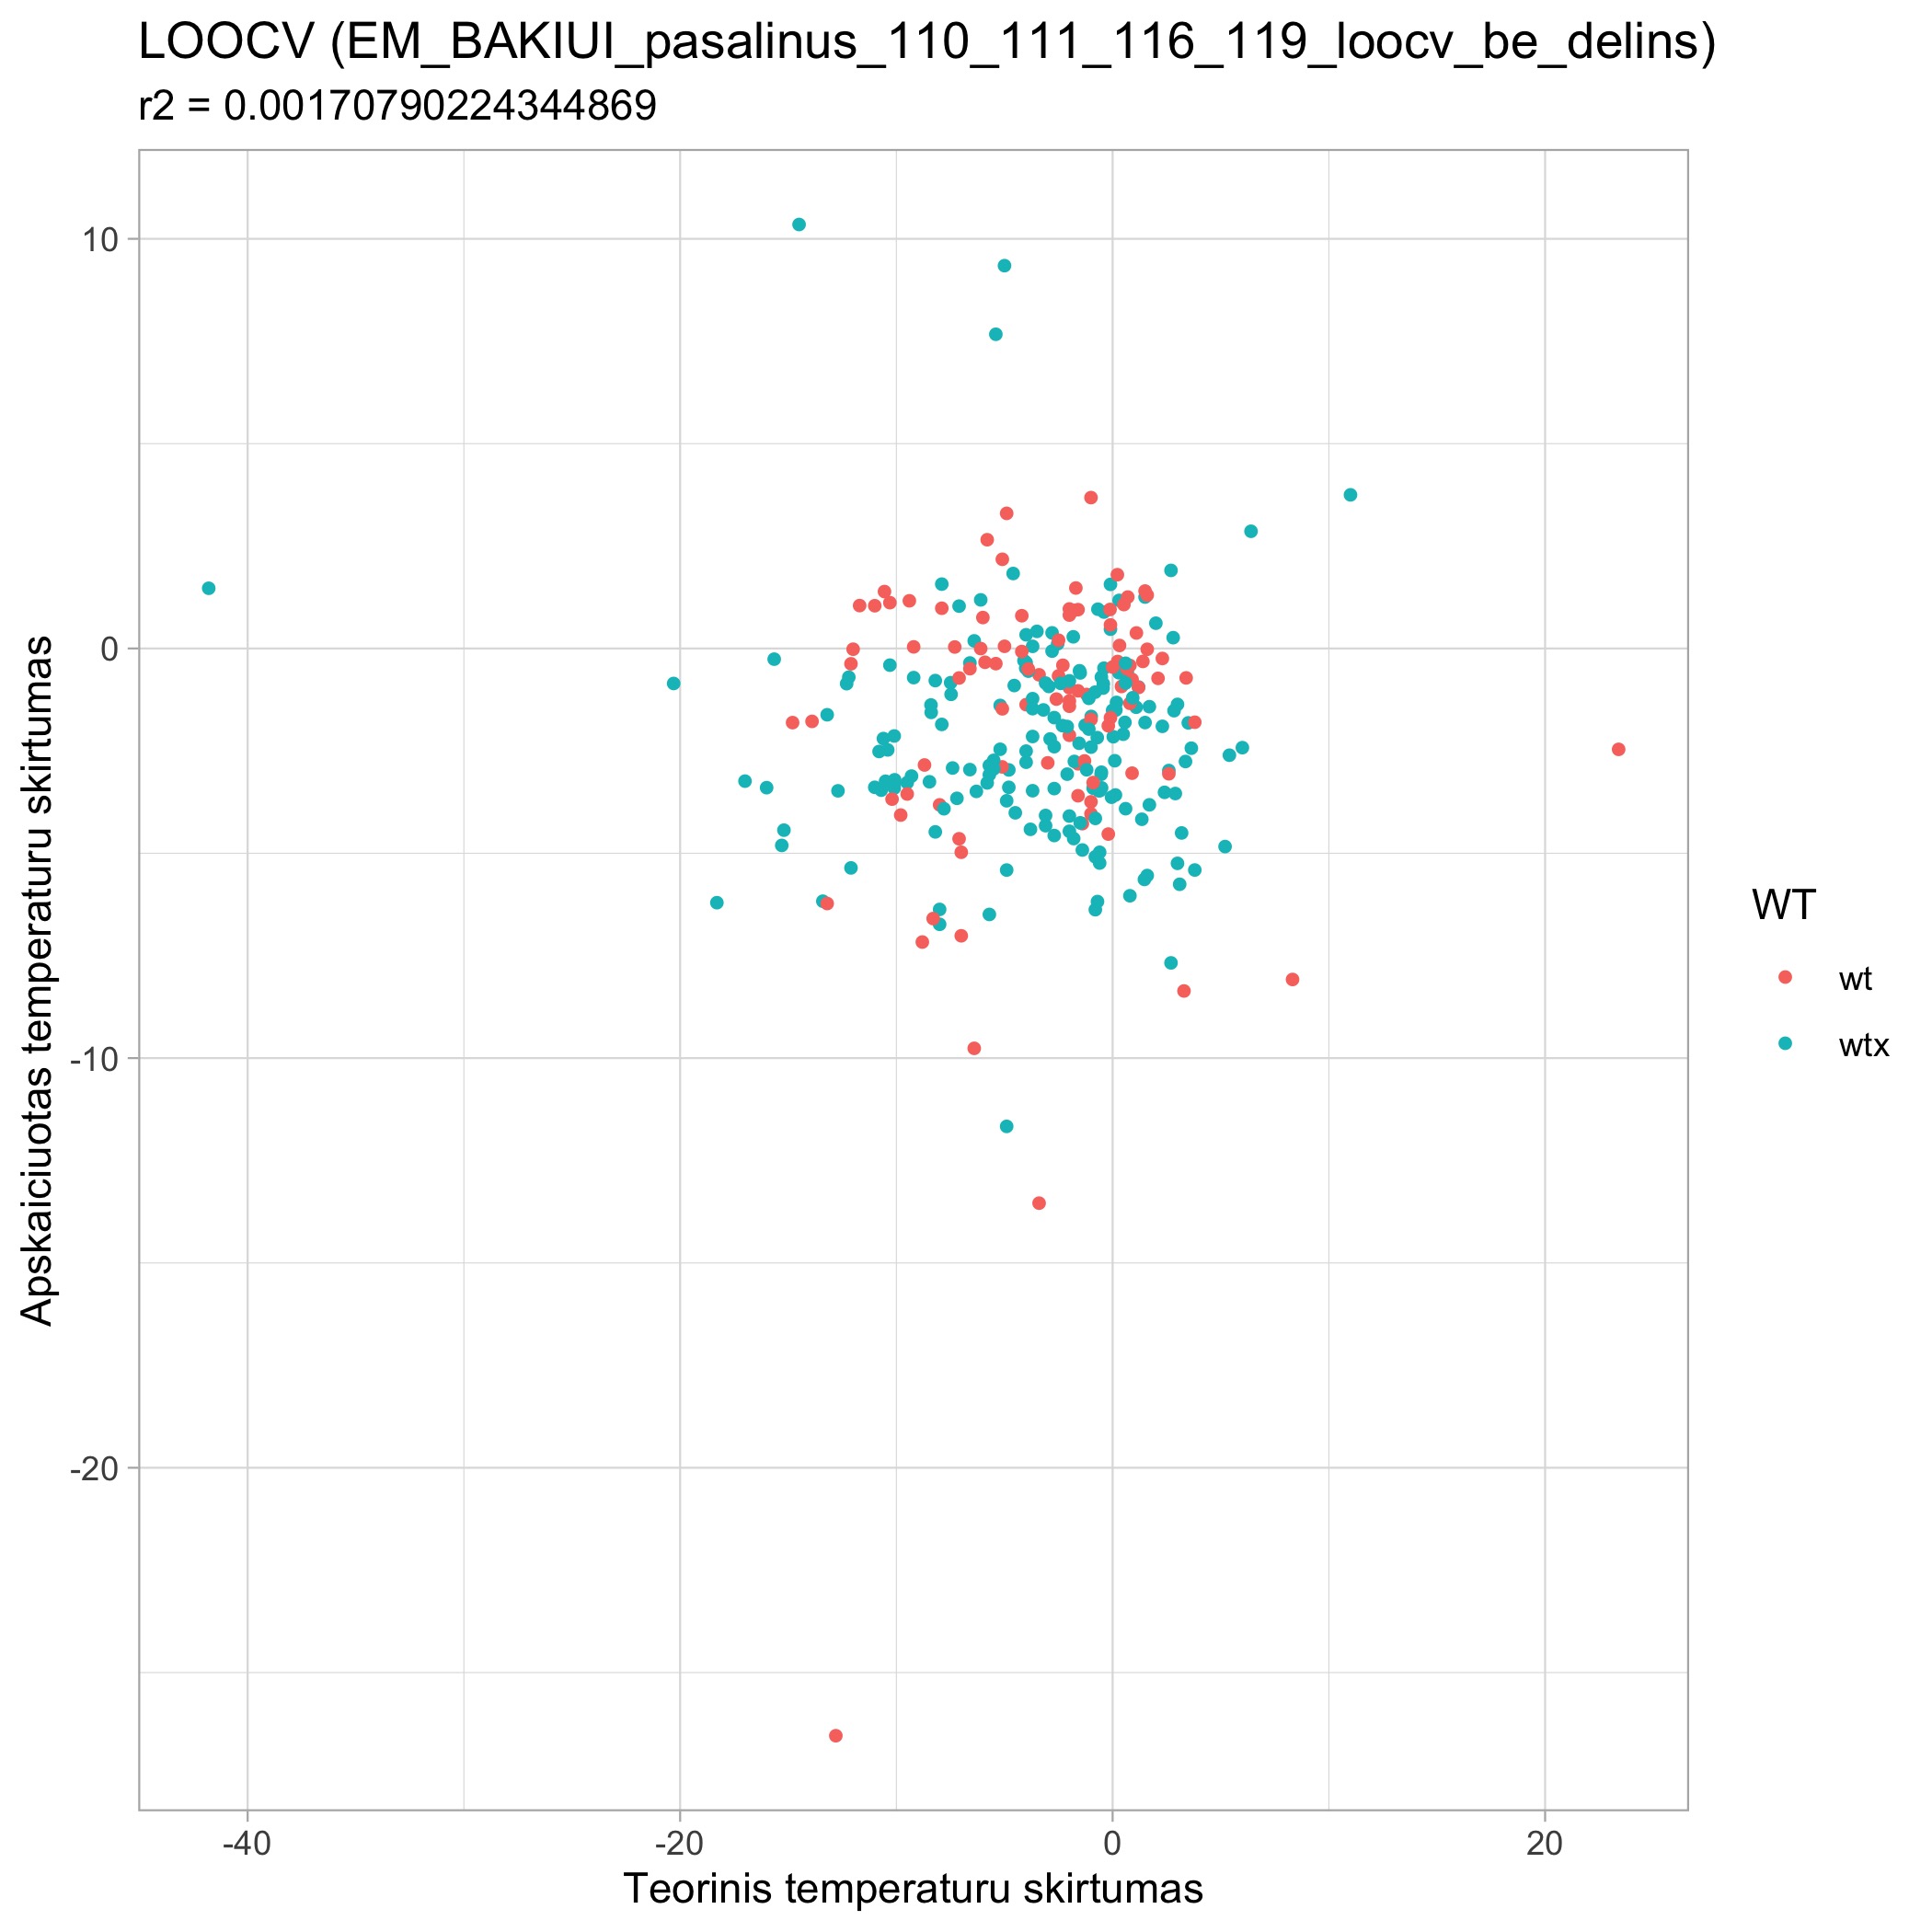 LOOCV (EM_BAKIUI_pasalinus_110_111_116_119_loocv_be_delins)
r2 = 0.00170790224344869
10
0
-10
-20
Apskaiciuotas temperaturu skirtumas
-40
-20
0
20
Teorinis temperaturu skirtumas
WT
wt
wtx